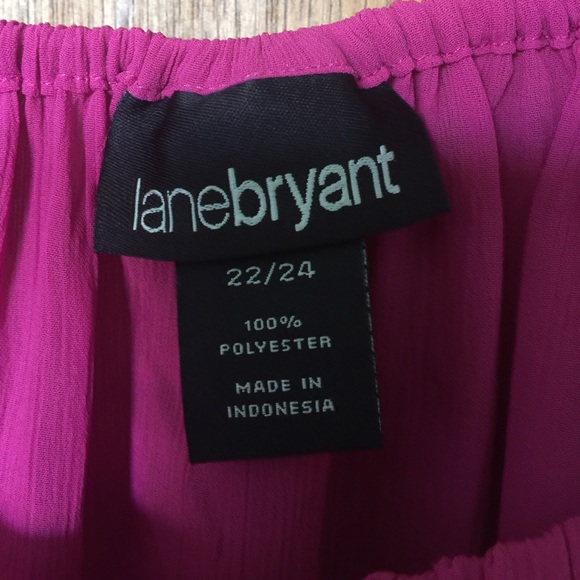 lanebryant
22/24
100%
POLYESTER
MADE IN
INDONESIA